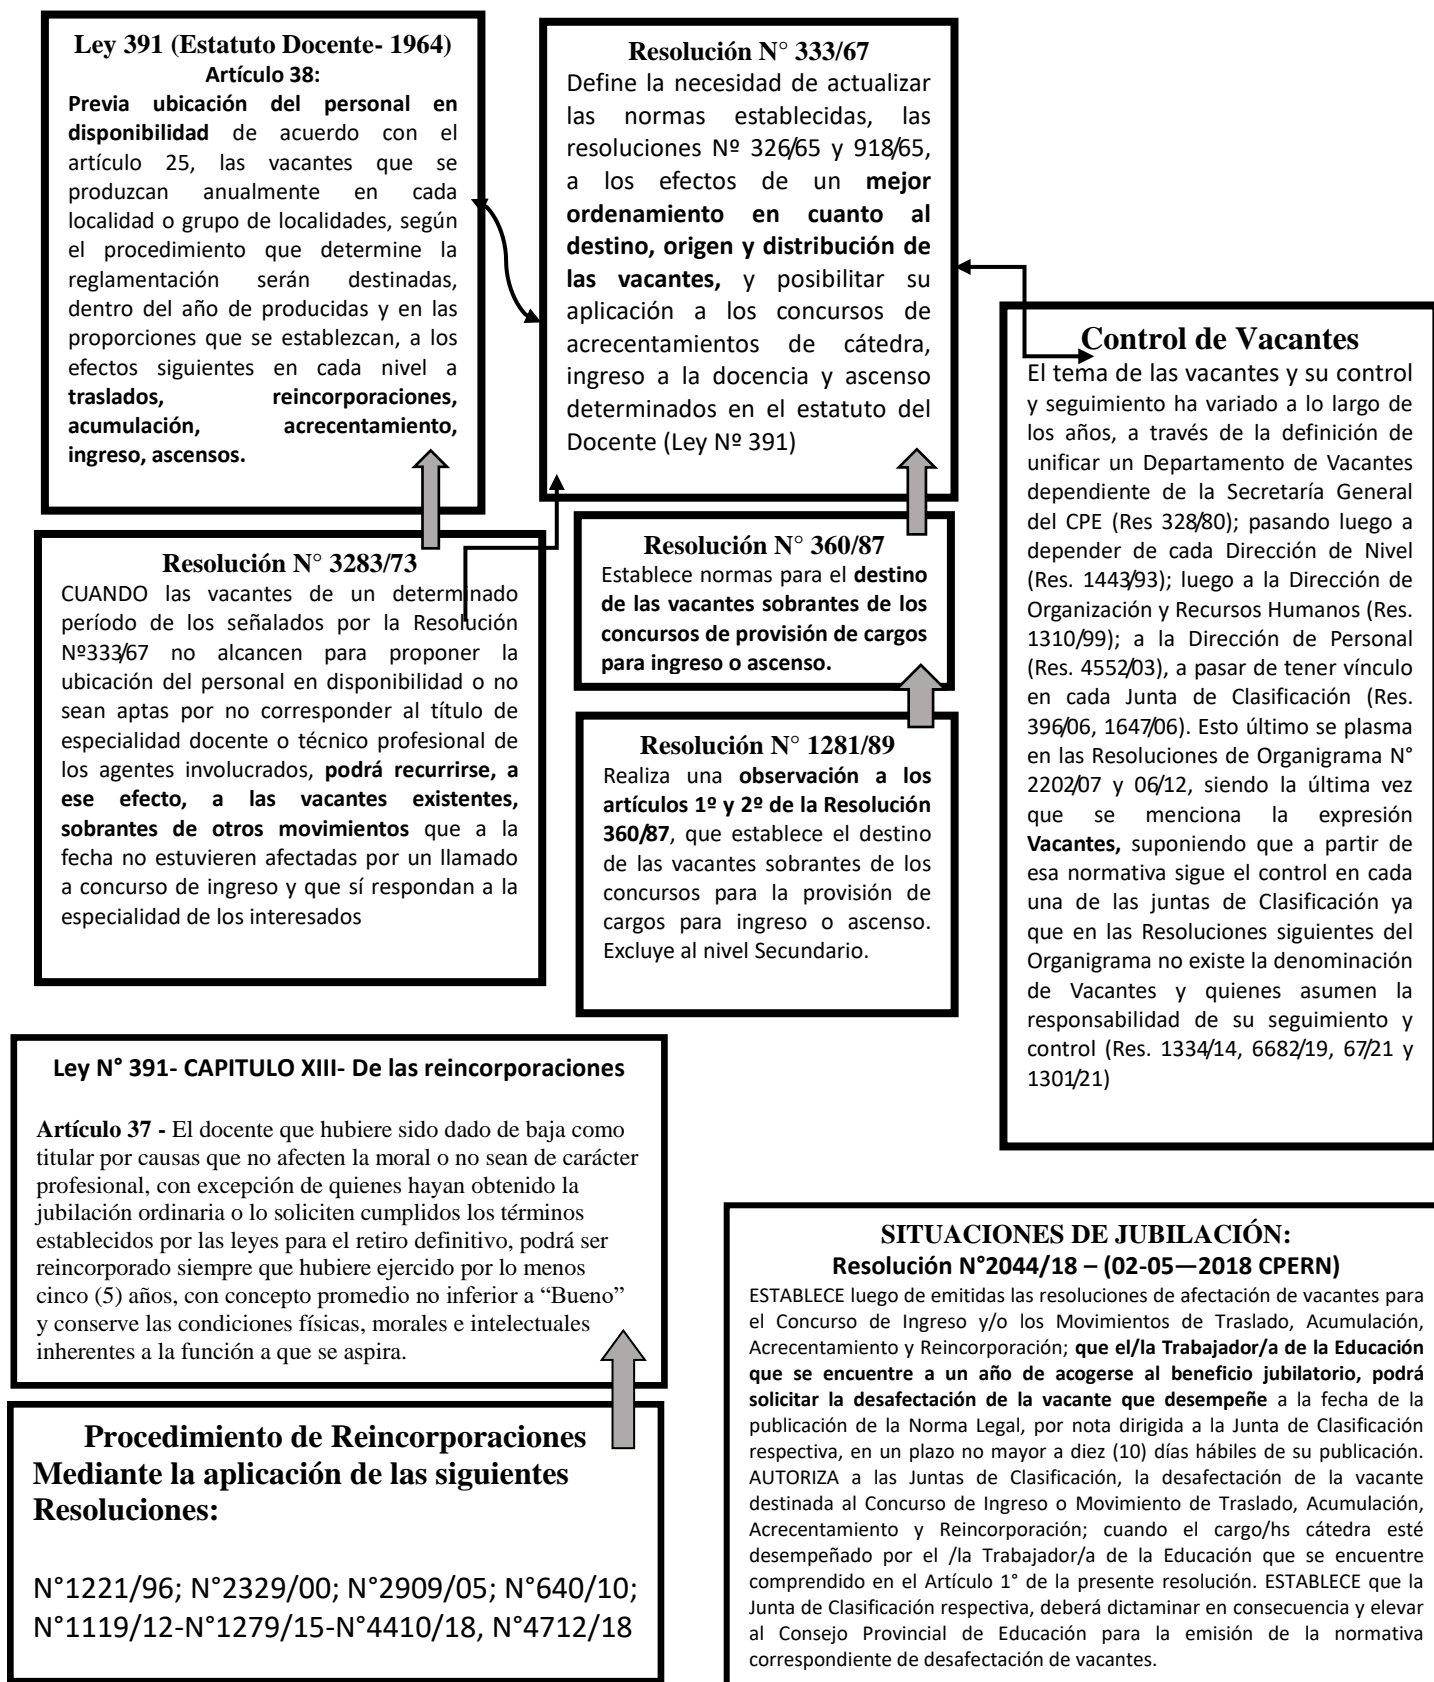 Ley 391 (Estatuto Docente- 1964)
Artículo 38:
Previa ubicación del personal en
disponibilidad de acuerdo con el
artículo 25, las vacantes que se
produzcan anualmente en cada
localidad o grupo de localidades, según
el procedimiento que determine la
reglamentación serán destinadas,
dentro del año de producidas y en las
proporciones que se establezcan, a los
efectos siguientes en cada nivel a
traslados, reincorporaciones,
acumulación, acrecentamiento,
ingreso, ascensos.
Resolución N° 333/67
Define la necesidad de actualizar
las normas establecidas, las
resoluciones Nº 326/65 y 918/65,
a los efectos de un mejor
ordenamiento en cuanto al
destino, origen y distribución de
las vacantes, y posibilitar su
aplicación a los concursos de
acrecentamientos de cátedra,
ingreso a la docencia y ascenso
determinados en el estatuto del
Docente (Ley Nº 391)
Control de Vacantes
El tema de las vacantes y su control
y seguimiento ha variado a lo largo de
los años, a través de la definición de
unificar un Departamento de Vacantes
dependiente de la Secretaría General
del CPE (Res 328/80); pasando luego a
depender de cada Dirección de Nivel
(Res. 1443/93); luego a la Dirección de
Organización y Recursos Humanos (Res.
1310/99); a la Dirección de Personal
(Res. 4552/03), a pasar de tener vínculo
en cada Junta de Clasificación (Res.
396/06, 1647/06). Esto último se plasma
en las Resoluciones de Organigrama N°
2202/07 y 06/12, siendo la última vez
que se menciona la expresión
Vacantes, suponiendo que a partir de
esa normativa sigue el control en cada
una de las juntas de Clasificación ya
que en las Resoluciones siguientes del
Organigrama no existe la denominación
de Vacantes y quienes asumen la
responsabilidad de su seguimiento y
control (Res. 1334/14, 6682/19, 67/21 y
1301/21)
Resolución N° 3283/73
CUANDO las vacantes de un determinado
período de los señalados por la Resolución
Nº333/67 no alcancen para proponer la
ubicación del personal en disponibilidad o no
sean aptas por no corresponder al título de
especialidad docente o técnico profesional de
los agentes involucrados, podrá recurrirse, a
ese efecto, a las vacantes existentes,
sobrantes de otros movimientos que a la
fecha no estuvieren afectadas por un llamado
a concurso de ingreso y que sí respondan a la
especialidad de los interesados
Resolución N° 360/87
Establece normas para el destino
de las vacantes sobrantes de los
concursos de provisión de cargos
para ingreso o ascenso.
Resolución N° 1281/89
Realiza una observación a los
artículos 1º y 2º de la Resolución
360/87, que establece el destino
de las vacantes sobrantes de los
concursos para la provisión de
cargos para ingreso o ascenso.
Excluye al nivel Secundario.
Ley N° 391- CAPITULO XIII- De las reincorporaciones
Artículo 37 - El docente que hubiere sido dado de baja como
titular por causas que no afecten la moral o no sean de carácter
profesional, con excepción de quienes hayan obtenido la
jubilación ordinaria o lo soliciten cumplidos los términos
establecidos por las leyes para el retiro definitivo, podrá ser
reincorporado siempre que hubiere ejercido por lo menos
cinco (5) años, con concepto promedio no inferior a “Bueno”
y conserve las condiciones físicas, morales e intelectuales
inherentes a la función a que se aspira.
Procedimiento de Reincorporaciones
Mediante la aplicación de las siguientes
Resoluciones:
N°1221/96; N°2329/00; N°2909/05; N°640/10;
N°1119/12-N°1279/15-N°4410/18, N°4712/18
SITUACIONES DE JUBILACIÓN:
Resolución N°2044/18 – (02-05—2018 CPERN)
ESTABLECE luego de emitidas las resoluciones de afectación de vacantes para
el Concurso de Ingreso y/o los Movimientos de Traslado, Acumulación,
Acrecentamiento y Reincorporación; que el/la Trabajador/a de la Educación
que se encuentre a un año de acogerse al beneficio jubilatorio, podrá
solicitar la desafectación de la vacante que desempeñe a la fecha de la
publicación de la Norma Legal, por nota dirigida a la Junta de Clasificación
respectiva, en un plazo no mayor a diez (10) días hábiles de su publicación.
AUTORIZA a las Juntas de Clasificación, la desafectación de la vacante
destinada al Concurso de Ingreso o Movimiento de Traslado, Acumulación,
Acrecentamiento y Reincorporación; cuando el cargo/hs cátedra esté
desempeñado por el /la Trabajador/a de la Educación que se encuentre
comprendido en el Artículo 1° de la presente resolución. ESTABLECE que la
Junta de Clasificación respectiva, deberá dictaminar en consecuencia y elevar
al Consejo Provincial de Educación para la emisión de la normativa
correspondiente de desafectación de vacantes.